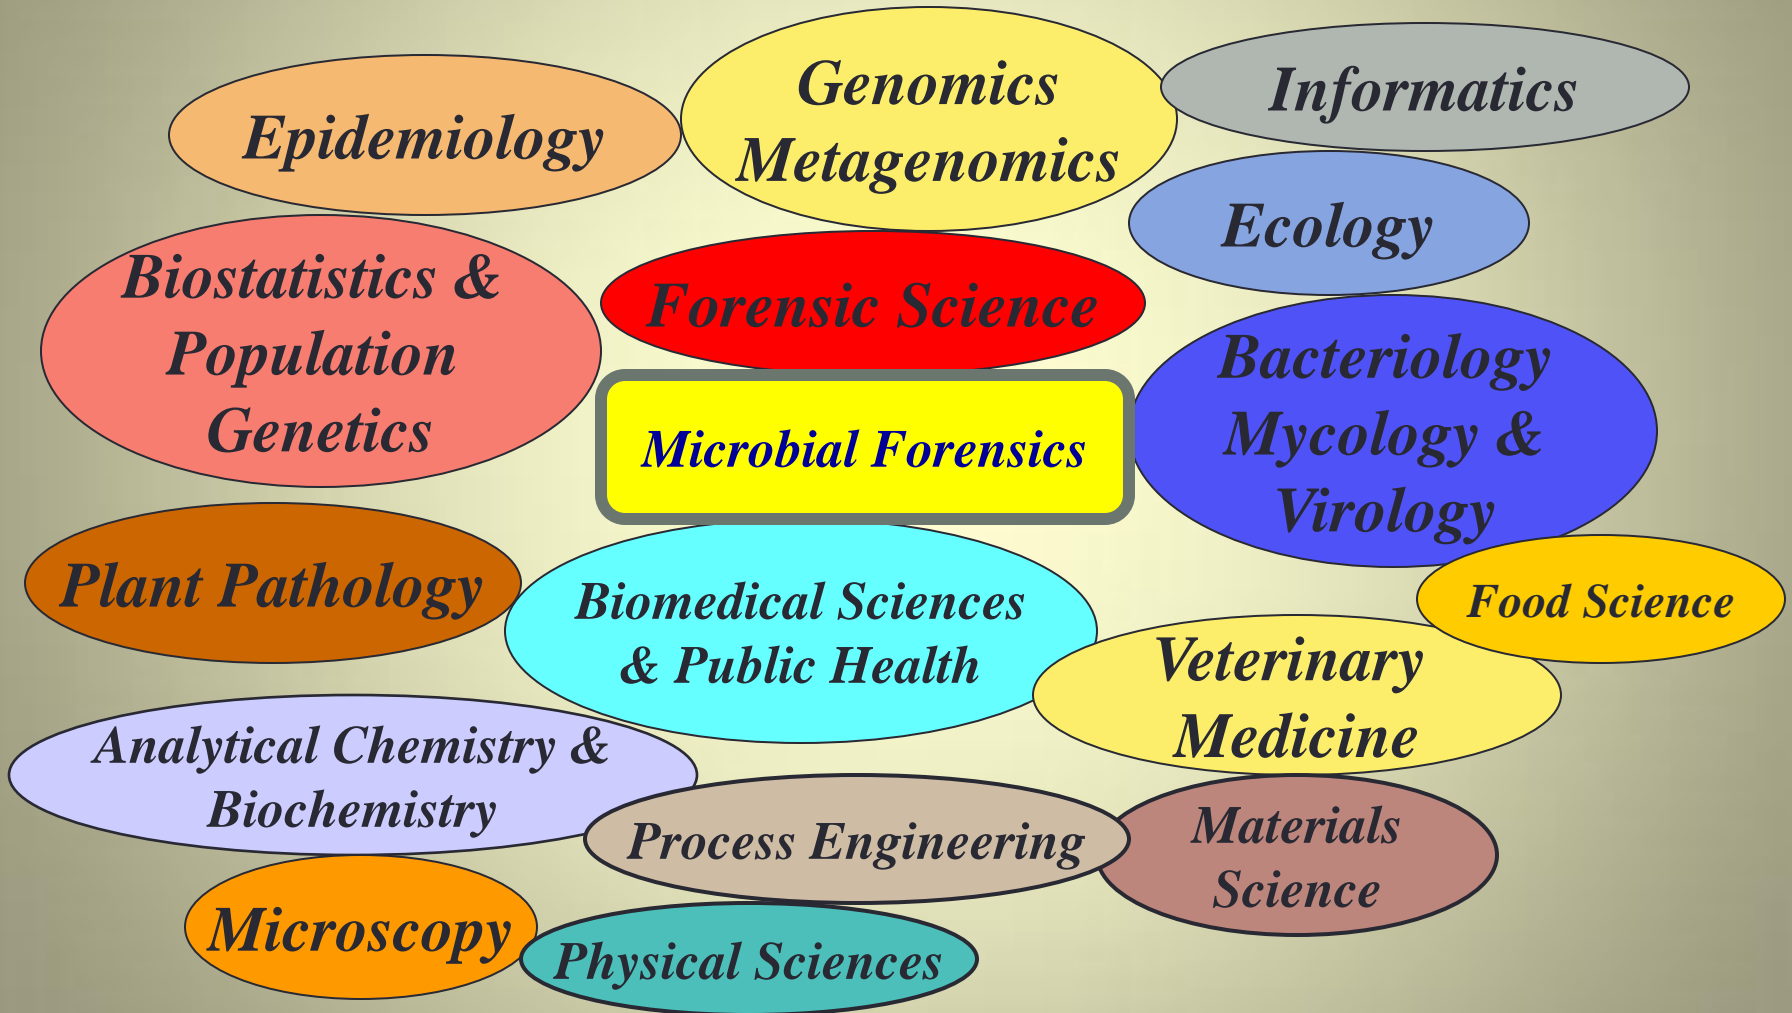 Epidemiology
Genomics
Metagenomics
Informatics
Ecology
Biostatistics &
Population
Genetics
Forensic Science
Bacteriology
Mycology &
Virology
Microbial Forensics
Plant Pathology
Biomedical Sciences
& Public Health
Food Science
Veterinary
Medicine
Analytical Chemistry &
Biochemistry
Process Engineering
Materials
Science
Microscopy
Physical Sciences